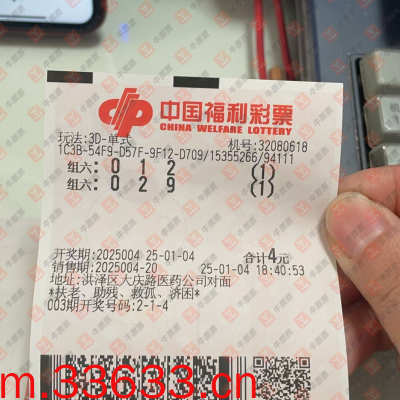 中国福利彩票
CHINA WELFARE LOTTERY
玩法:3D-单式 机号:32080618
1C3B-54F9-D57F-9F12-D709/15355266/94111
组六: 0 1 2 (1)
组六: 0 2 9 (1)
开奖期:2025004 25-01-04 合计4元
销售期:2025004-20 25-01-04 18:40:53
地址:洪泽区大庆路医药公司对面
*扶老、助残、救孤、济困*
003期开奖号码:2-1-4
m.33633.cn